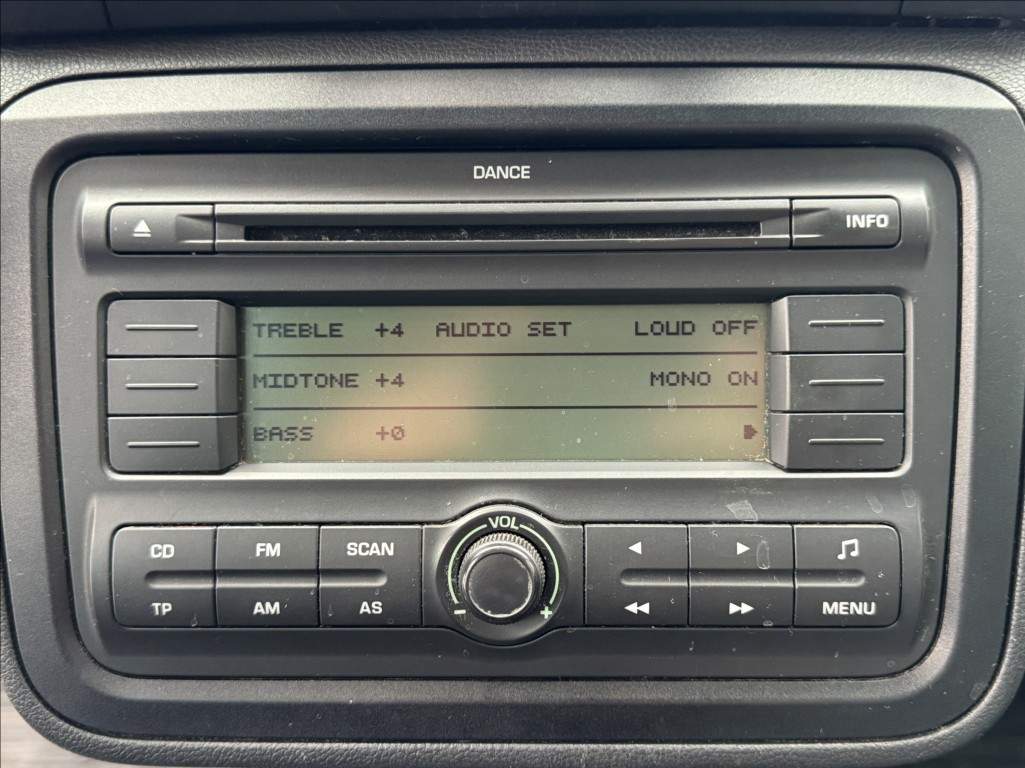 DANCE
INFO
TREBLE +4 AUDIO SET LOUD OFF
MIDTONE +4 MONO ON
BASS +0
VOL
CD FM SCAN
TP AM AS
- +
MENU